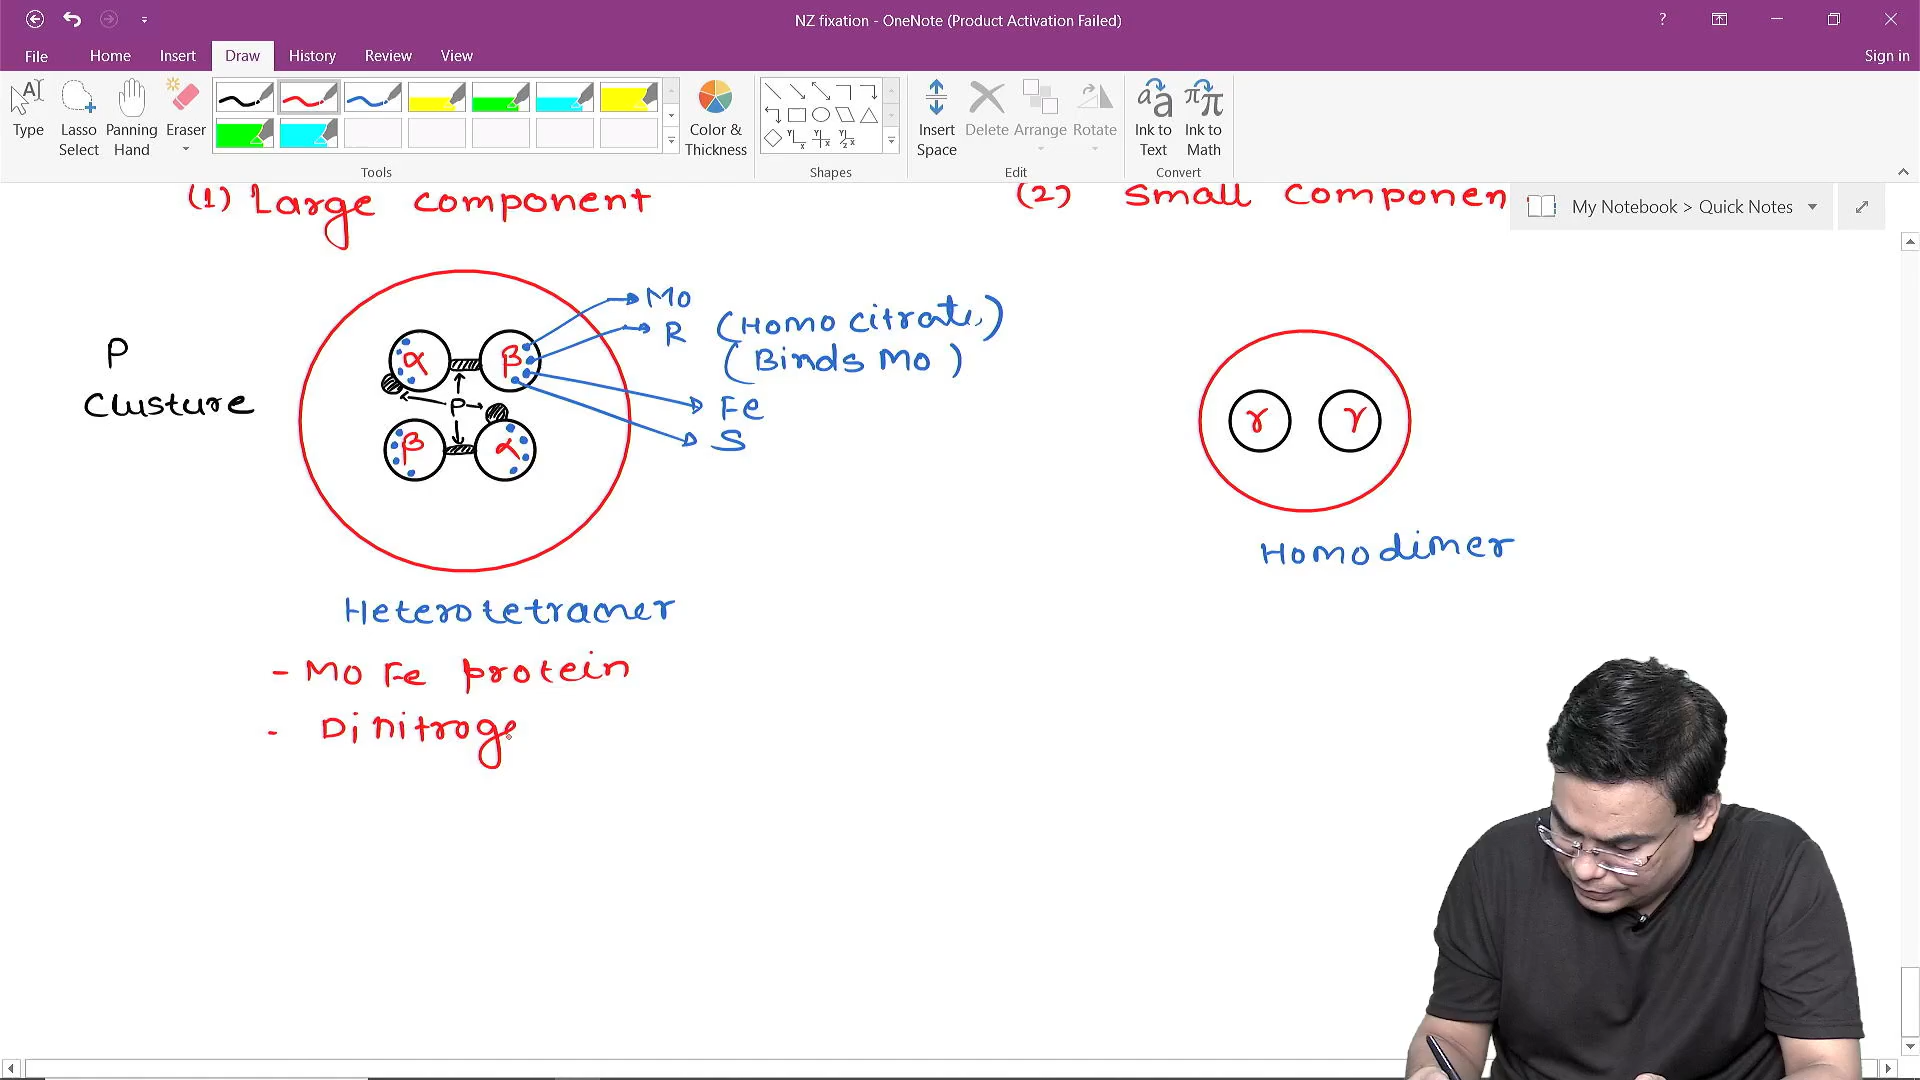 NZ fixation - OneNote (Product Activation Failed)
?
File Home Insert Draw History Review View
Sign in
Type
Lasso Select
Panning Hand
Eraser
Color & Thickness
Insert Space
Delete
Arrange
Rotate
Ink to Text
Ink to Math
Tools
Shapes
Edit
Convert
My Notebook > Quick Notes
(1) Large component
(2) Small Componen
P
Clusture
α β
P
β α
Mo
R (Homo citrate)
(Binds Mo)
Fe
S
γ γ
Homodimer
Heterotetramer
- Mo Fe protein
- Dinitroge